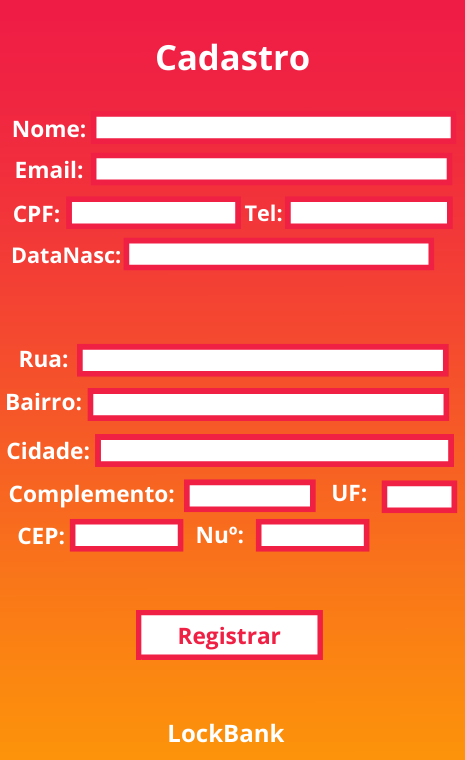 Cadastro
Nome:
Email:
CPF: Tel:
DataNasc:
Rua:
Bairro:
Cidade:
Complemento: UF:
CEP: Nuº:
Registrar
LockBank